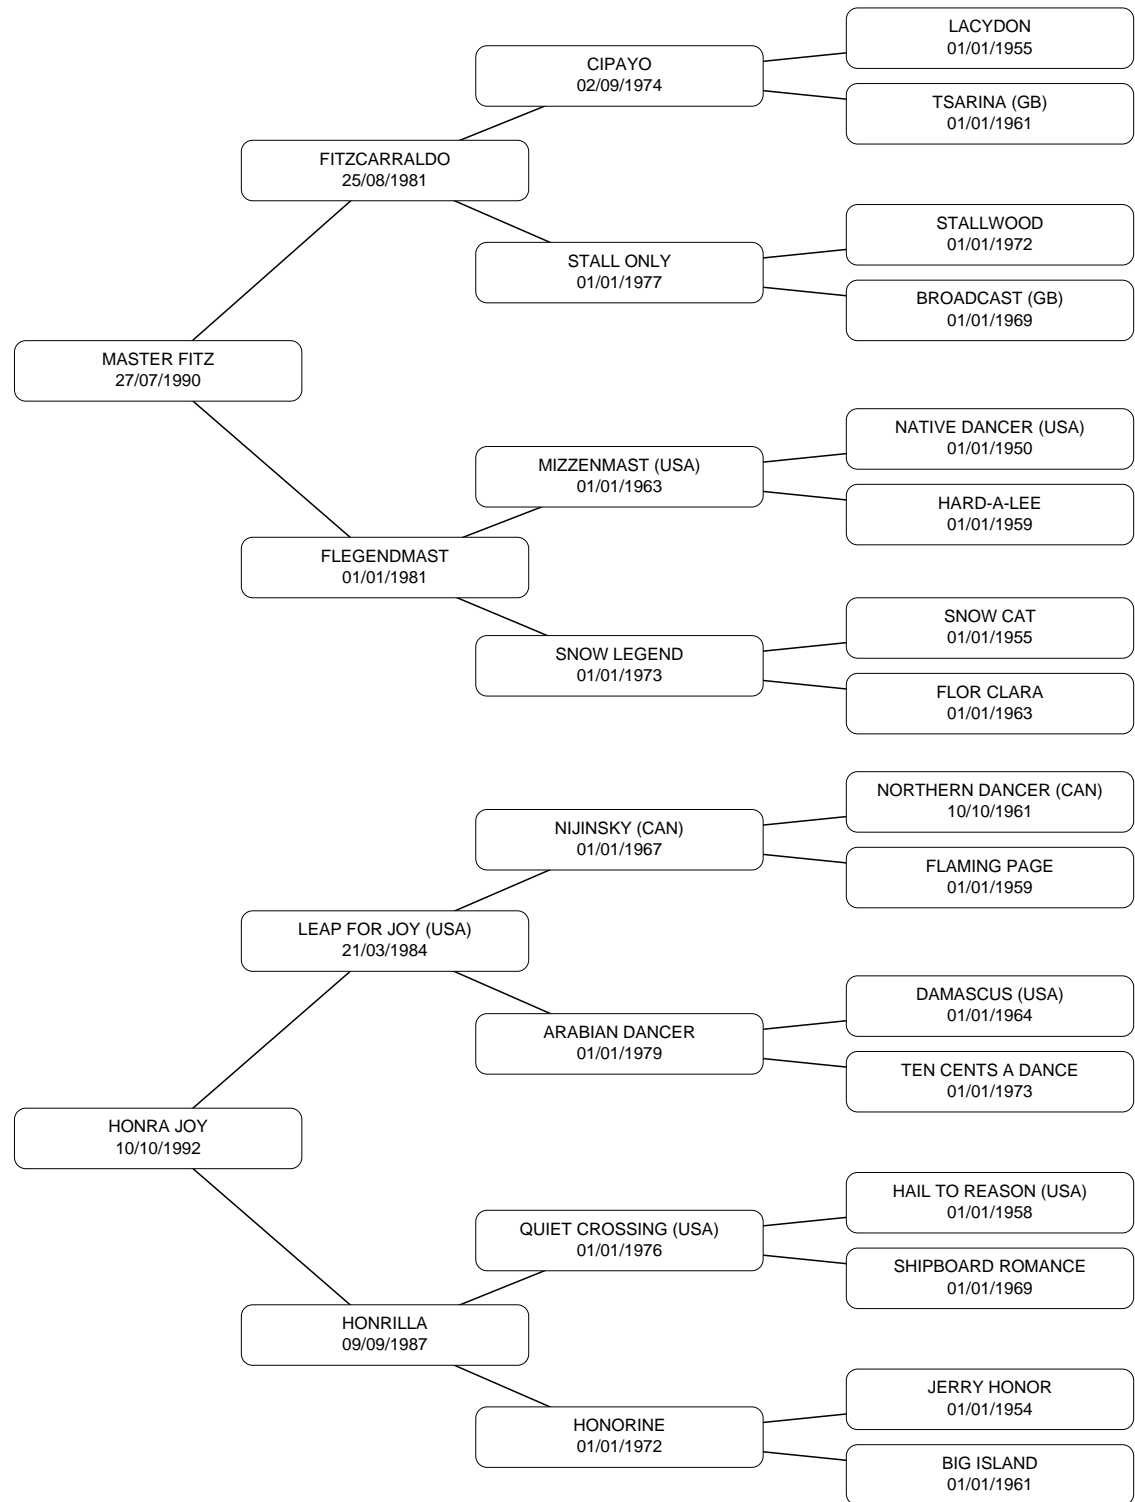 LACYDON
01/01/1955
CIPAYO
02/09/1974
TSARINA (GB)
01/01/1961
FITZCARRALDO
25/08/1981
STALLWOOD
01/01/1972
STALL ONLY
01/01/1977
BROADCAST (GB)
01/01/1969
MASTER FITZ
27/07/1990
NATIVE DANCER (USA)
01/01/1950
MIZZENMAST (USA)
01/01/1963
HARD-A-LEE
01/01/1959
FLEGENDMAST
01/01/1981
SNOW CAT
01/01/1955
SNOW LEGEND
01/01/1973
FLOR CLARA
01/01/1963
NORTHERN DANCER (CAN)
10/10/1961
NIJINSKY (CAN)
01/01/1967
FLAMING PAGE
01/01/1959
LEAP FOR JOY (USA)
21/03/1984
DAMASCUS (USA)
01/01/1964
ARABIAN DANCER
01/01/1979
TEN CENTS A DANCE
01/01/1973
HONRA JOY
10/10/1992
HAIL TO REASON (USA)
01/01/1958
QUIET CROSSING (USA)
01/01/1976
SHIPBOARD ROMANCE
01/01/1969
HONRILLA
09/09/1987
JERRY HONOR
01/01/1954
HONORINE
01/01/1972
BIG ISLAND
01/01/1961